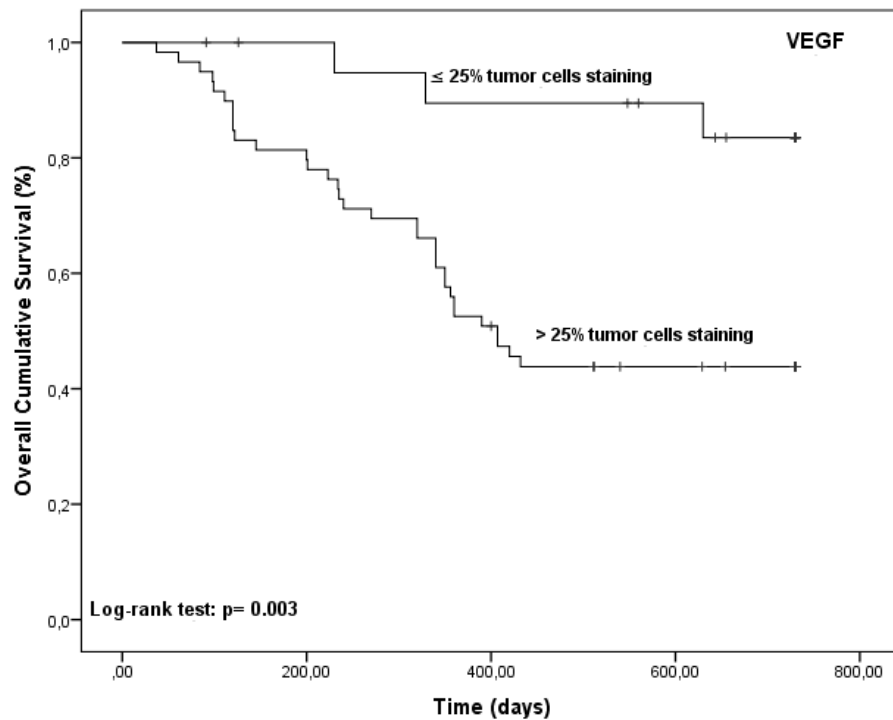 VEGF
1,0
≤ 25% tumor cells staining
0,8
0,6
> 25% tumor cells staining
0,4
0,2
Log-rank test: p= 0.003
0,0
Overall Cumulative Survival (%)
,00 200,00 400,00 600,00 800,00
Time (days)